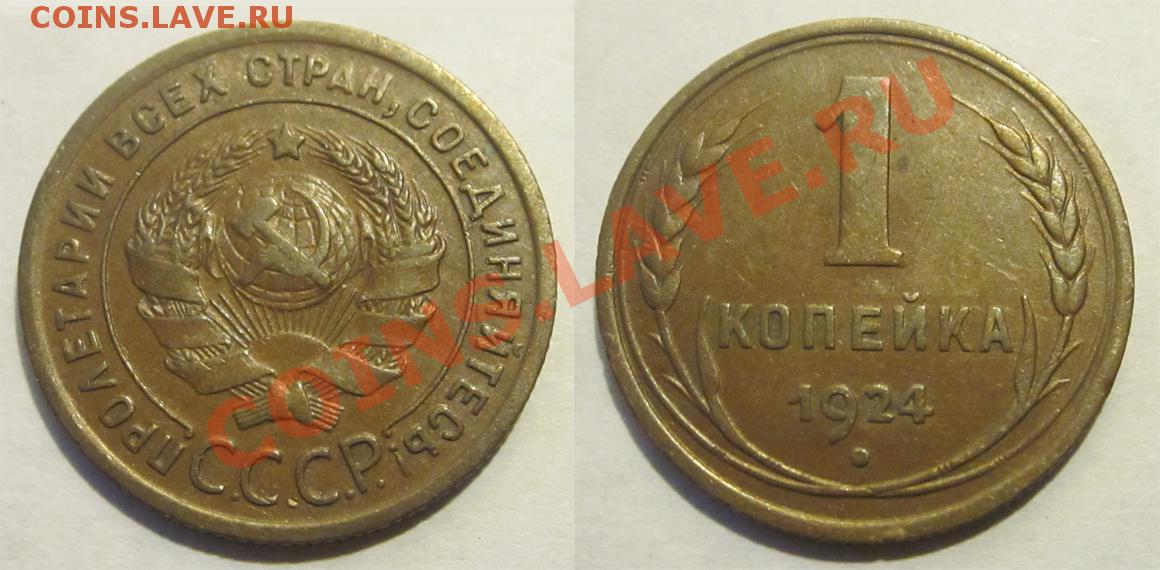 COINS.LAVE.RU
ПРОЛЕТАРИИ ВСЕХ СТРАН, СОЕДИНЯЙТЕСЬ!
С.С.С.Р.
1
КОПЕЙКА
1924
COINS.LAVE.RU